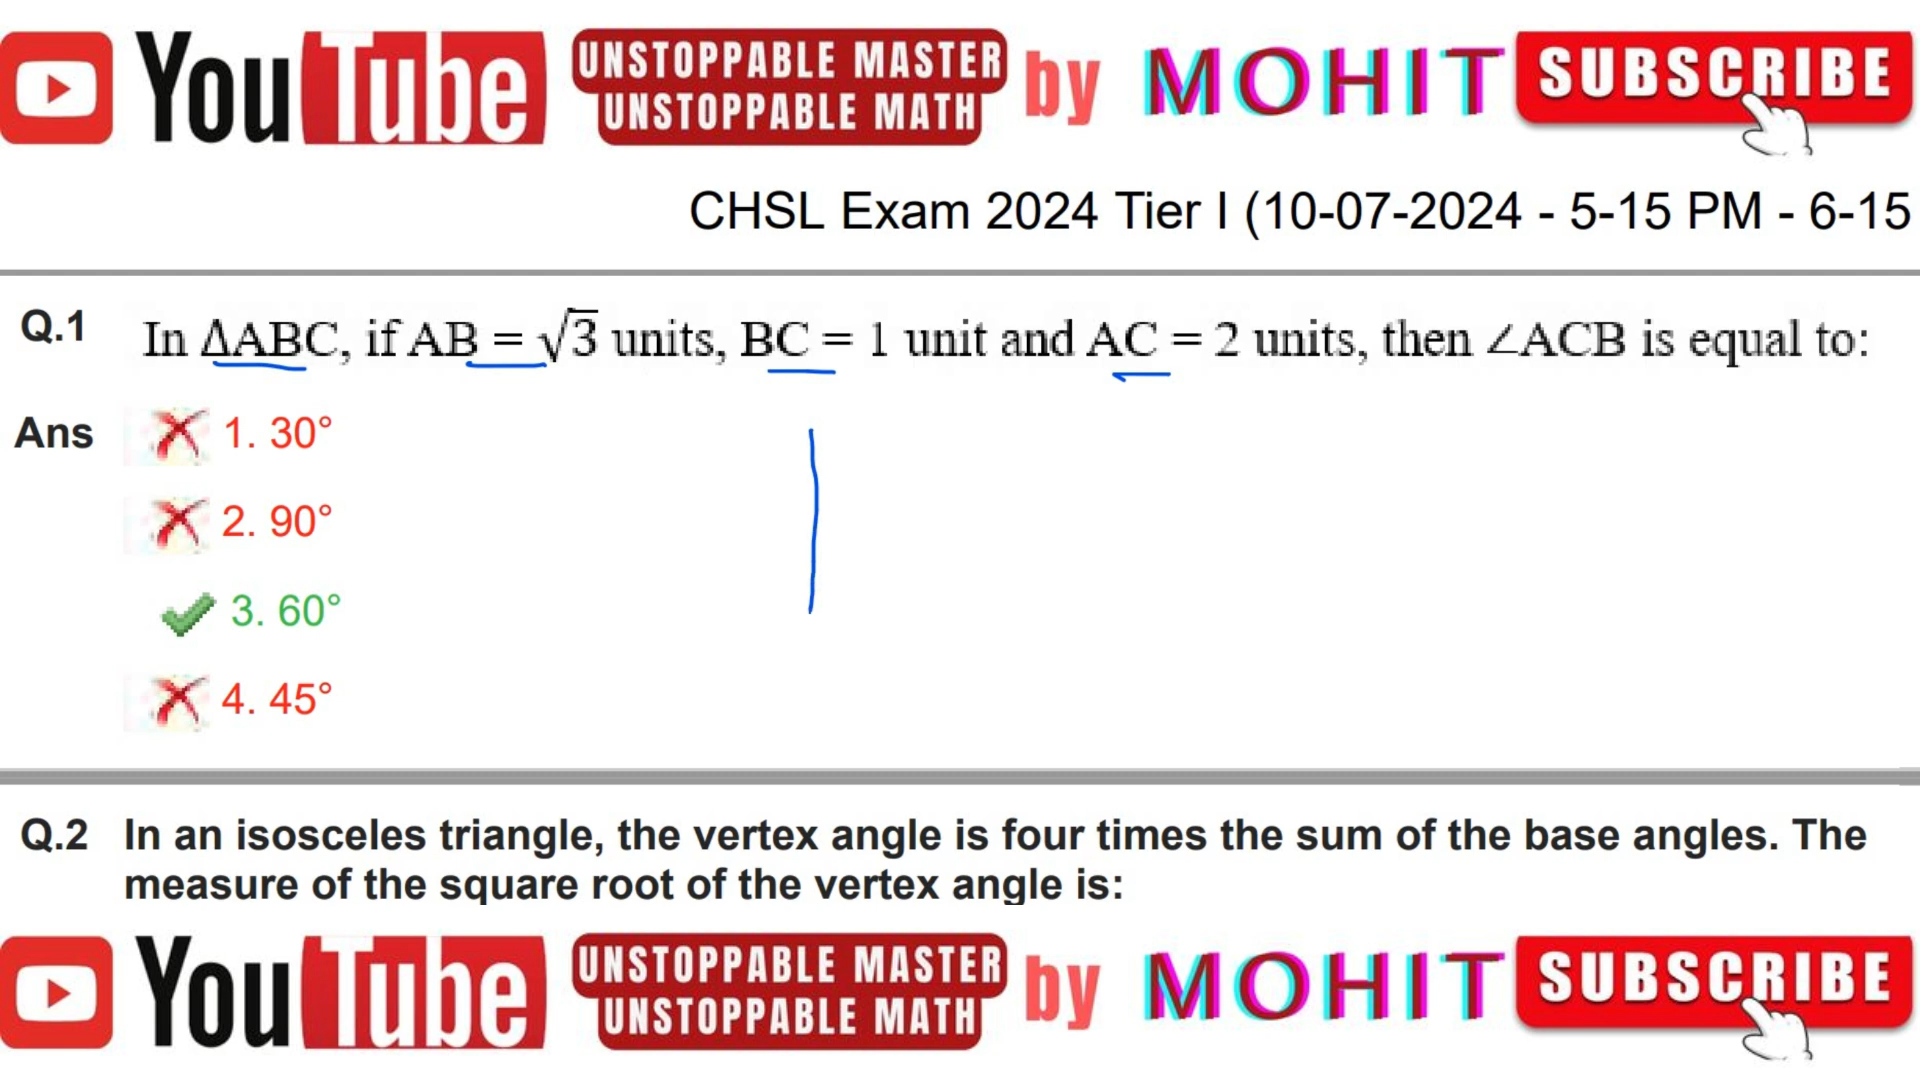 YouTube UNSTOPPABLE MASTER by MOHIT SUBSCRIBE
UNSTOPPABLE MATH
CHSL Exam 2024 Tier I (10-07-2024 - 5-15 PM - 6-15
Q.1 In ΔABC, if AB = √3 units, BC = 1 unit and AC = 2 units, then ∠ACB is equal to:
Ans 1. 30°
2. 90°
3. 60°
4. 45°
Q.2 In an isosceles triangle, the vertex angle is four times the sum of the base angles. The
measure of the square root of the vertex angle is:
YouTube UNSTOPPABLE MASTER by MOHIT SUBSCRIBE
UNSTOPPABLE MATH